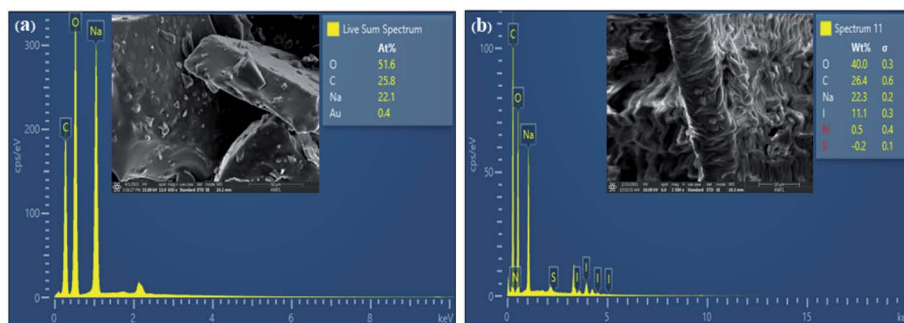 (a)
Live Sum Spectrum
At%
O 51.6
C 25.8
Na 22.1
Au 0.4
O
Na
C
cps/eV
300
200
100
0
0 2 4 6 8 keV
(b)
Spectrum 11
Wt% σ
O 40.0 0.3
C 26.4 0.6
Na 22.3 0.2
I 11.1 0.3
N 0.5 0.4
S -0.2 0.1
C
O
Na
N
S
I
I
I
I
cps/eV
100
50
0
0 5 10 15 keV